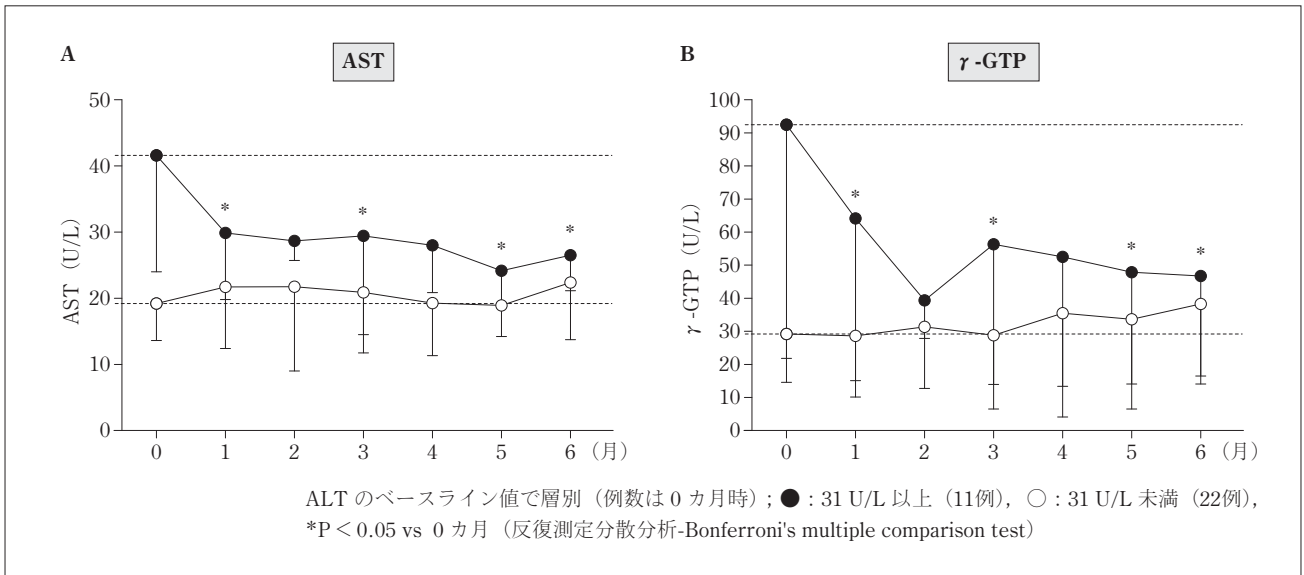 A
AST
50
40
30
20
10
0
AST（U/L）
* * * *
0 1 2 3 4 5 6（月）
B
γ-GTP
100
90
80
70
60
50
40
30
20
10
0
γ-GTP（U/L）
* * * *
0 1 2 3 4 5 6（月）
ALT のベースライン値で層別（例数は 0 カ月時）；●：31 U/L 以上（11例），○：31 U/L 未満（22例），
*P＜0.05 vs 0 カ月（反復測定分散分析-Bonferroni's multiple comparison test）